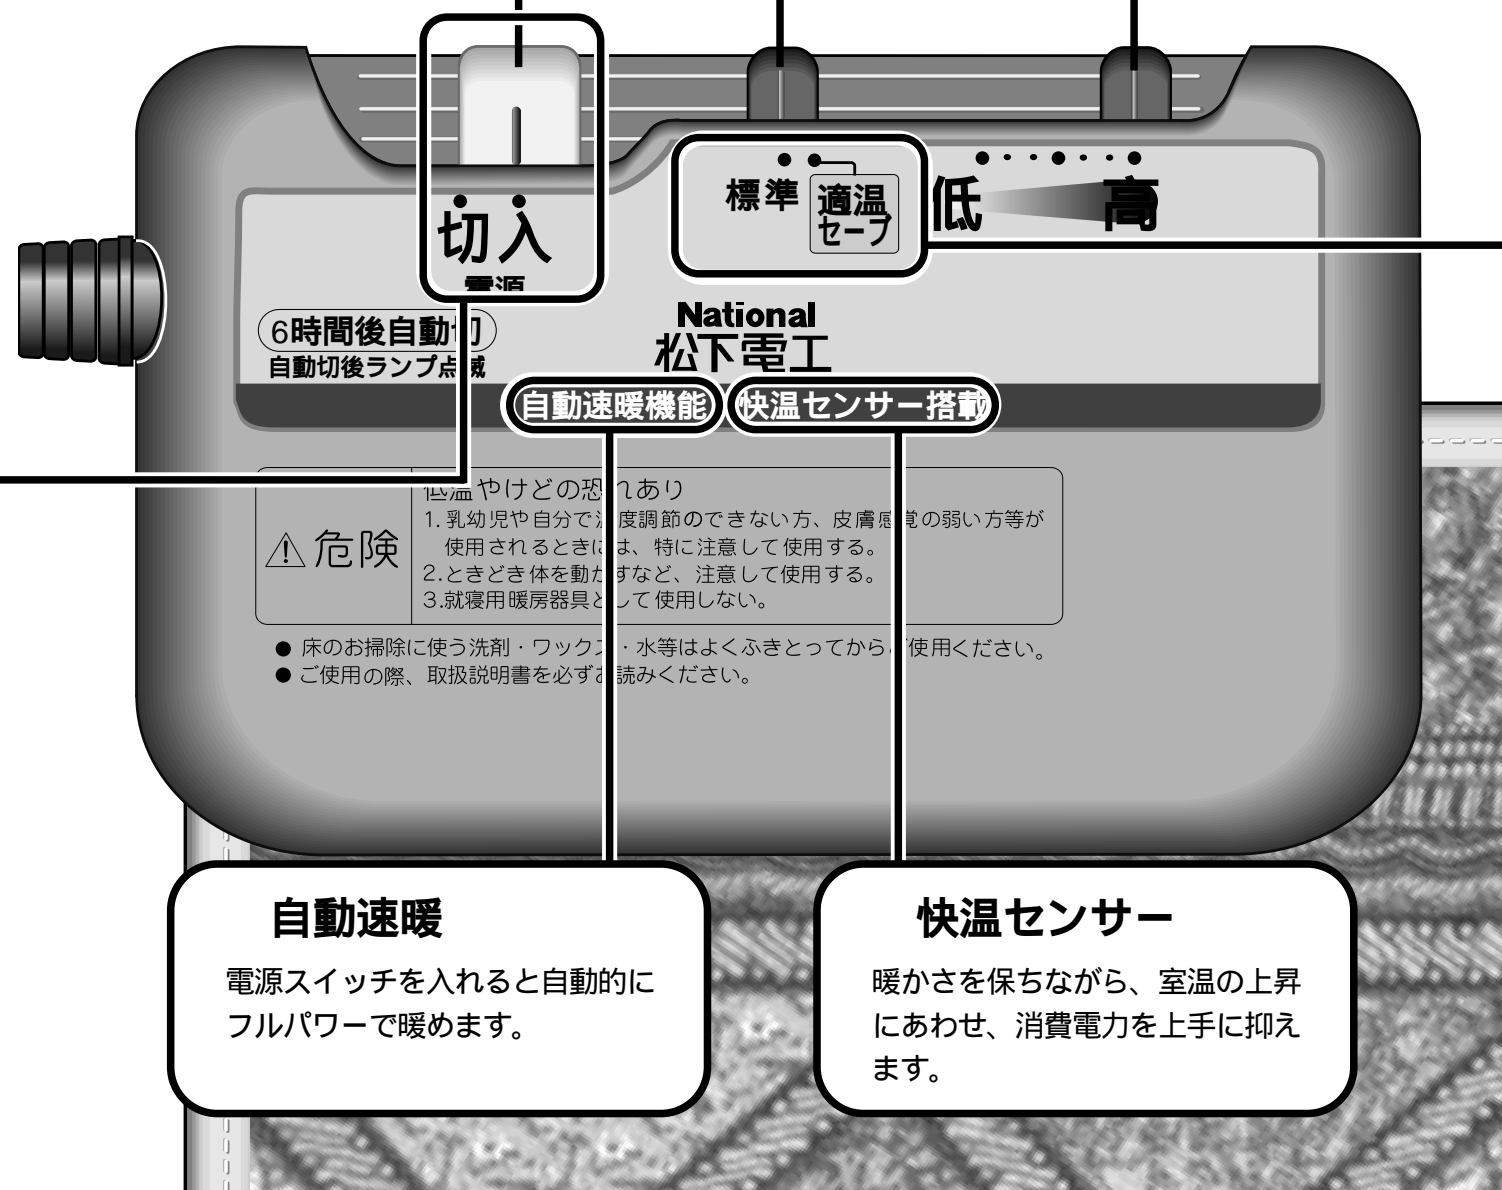 標準 適温
セーブ
低 高
切 入
電源
6時間後自動切
自動切後ランプ点滅
National
松下電工
自動速暖機能 快温センサー搭載
危険
低温やけどの恐れあり
1.乳幼児や自分で温度調節のできない方、皮膚感覚の弱い方等が
使用されるときには、特に注意して使用する。
2.ときどき体を動かすなど、注意して使用する。
3.就寝用暖房器具として使用しない。
● 床のお掃除に使う洗剤・ワックス・水等はよくふきとってからご使用ください。
● ご使用の際、取扱説明書を必ずお読みください。
自動速暖
電源スイッチを入れると自動的に
フルパワーで暖めます。
快温センサー
暖かさを保ちながら、室温の上昇
にあわせ、消費電力を上手に抑え
ます。